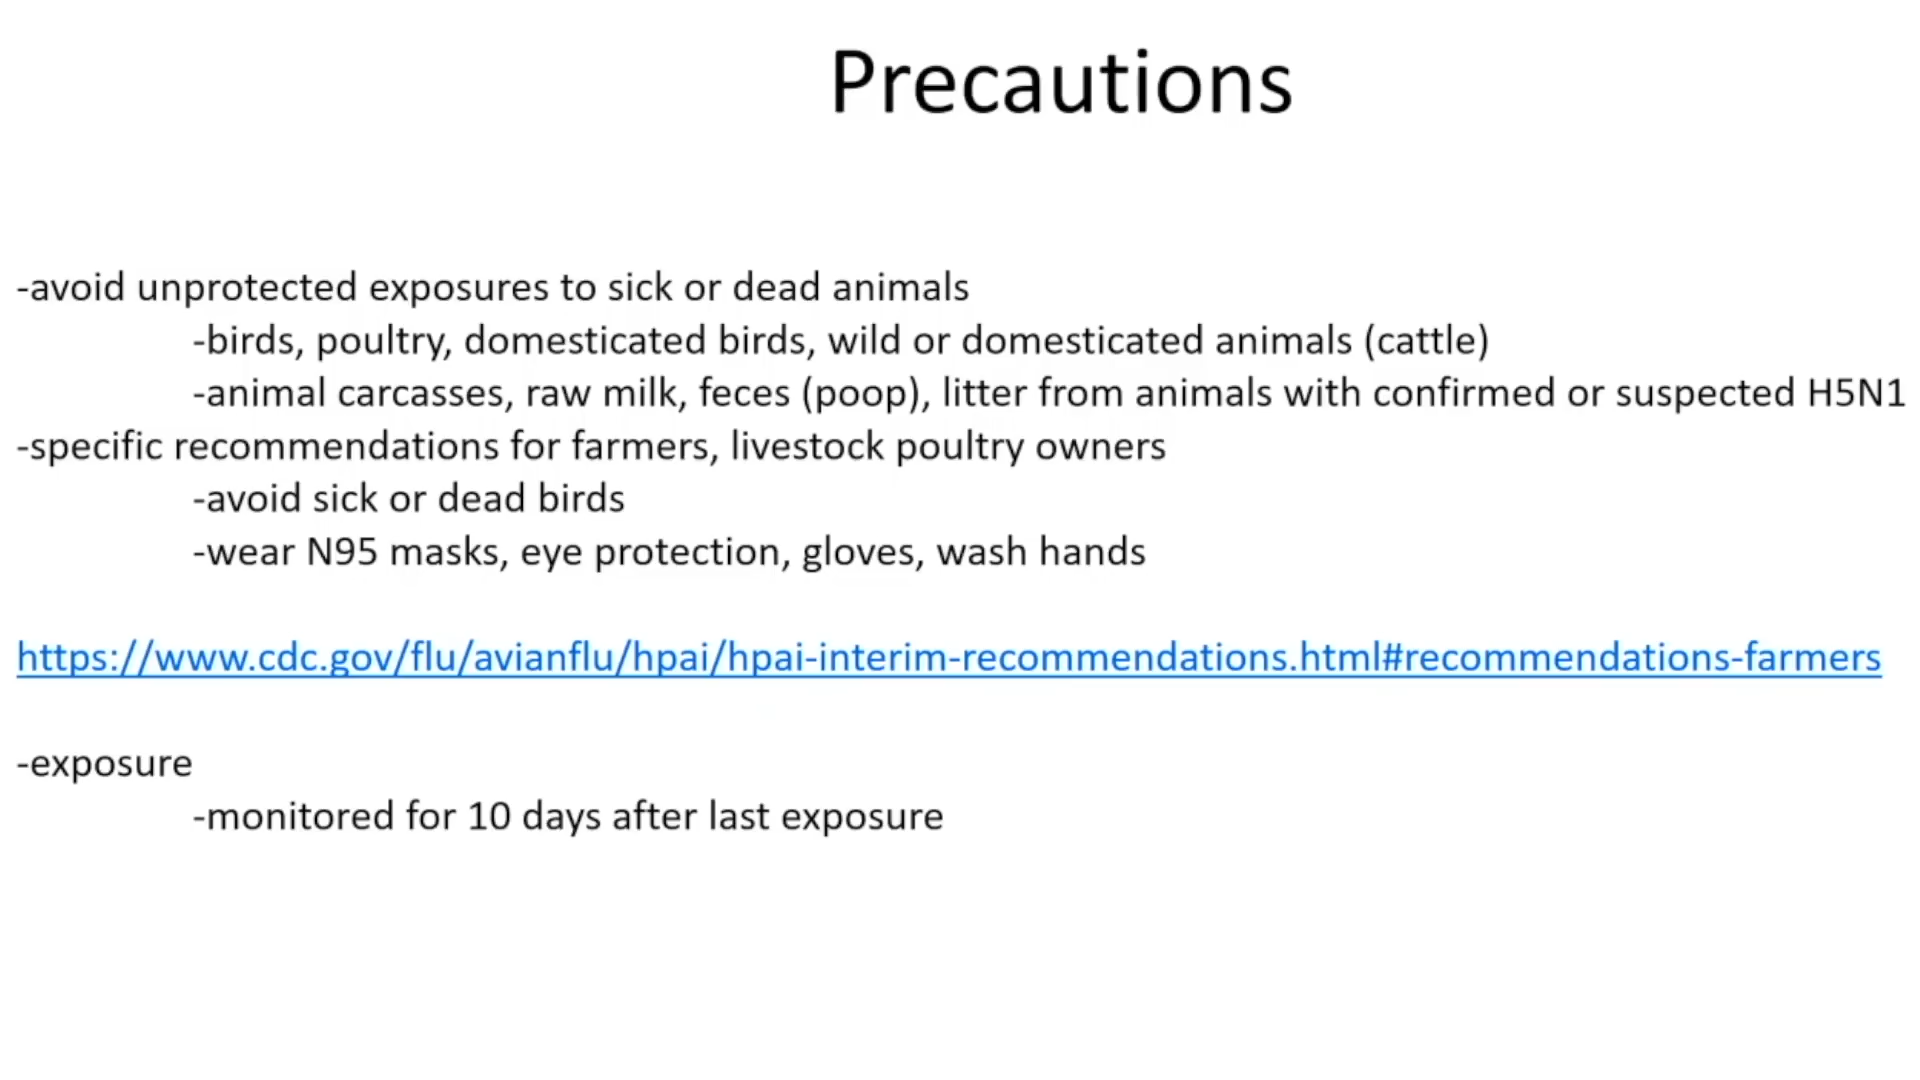 Precautions
-avoid unprotected exposures to sick or dead animals
-birds, poultry, domesticated birds, wild or domesticated animals (cattle)
-animal carcasses, raw milk, feces (poop), litter from animals with confirmed or suspected H5N1
-specific recommendations for farmers, livestock poultry owners
-avoid sick or dead birds
-wear N95 masks, eye protection, gloves, wash hands
https://www.cdc.gov/flu/avianflu/hpai/hpai-interim-recommendations.html#recommendations-farmers
-exposure
-monitored for 10 days after last exposure